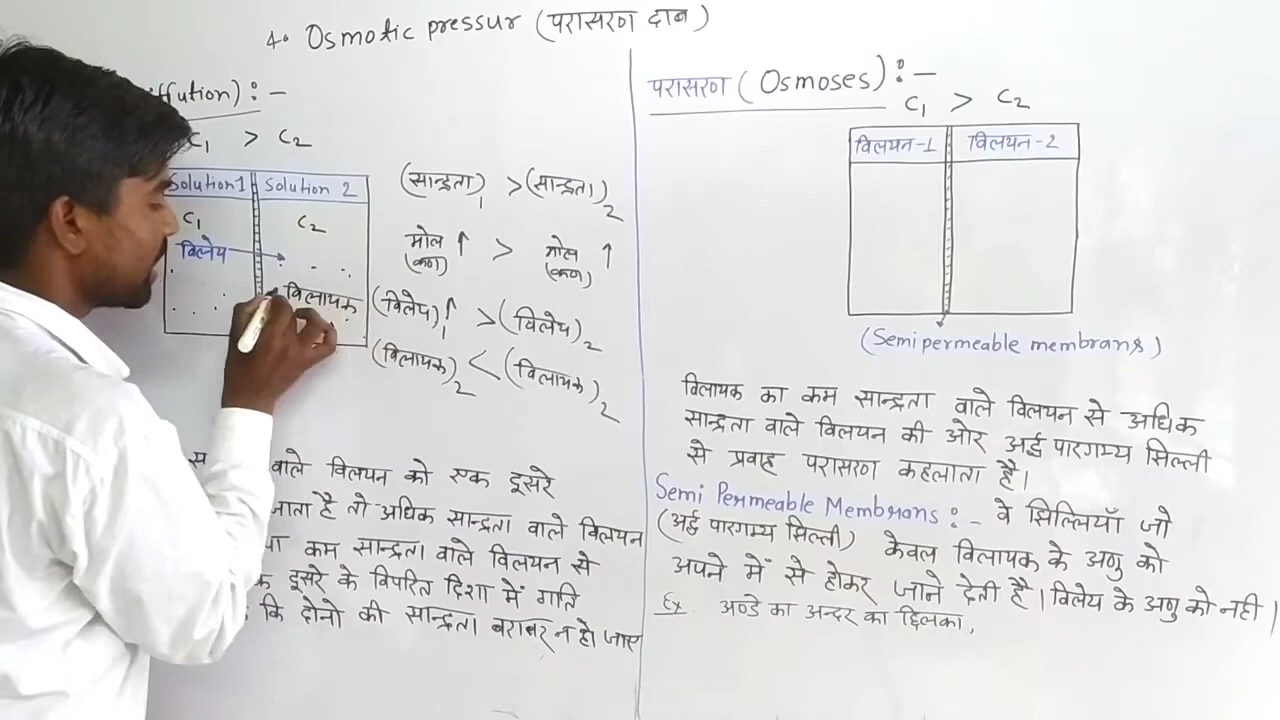 4. Osmotic pressur (परासरण दाब)
ffution) : -
C₁ > C₂
Solution 1 Solution 2
C₁ C₂
विलेय
विलायक
(सान्द्रता)₁ > (सान्द्रता)₂
मोल ↑ > मोल ↑
(कण) (कण)
(विलेय)₁ ↑ > (विलेय)₂
(विलायक)₂ < (विलायक)₂
वाले विलयन को एक दूसरे
जाता है तो अधिक सान्द्रता वाले विलयन
कम सान्द्रता वाले विलयन से
दूसरे के विपरित दिशा में गति
कि दोनो की सान्द्रता बराबर न हो जाए
परासरण (Osmoses) : -
C₁ > C₂
विलयन-1 विलयन-2
(Semipermeable membrans)
विलायक का कम सान्द्रता वाले विलयन से अधिक
सान्द्रता वाले विलयन की ओर अर्द्ध पारगम्य झिल्ली
से प्रवाह परासरण कहलाता है।
Semi Permeable Membrans : - वे झिल्लियाँ जो
(अर्द्ध पारगम्य झिल्ली) केवल विलायक के अणु को
अपने में से होकर जाने देती है। विलेय के अणु को नही।
Ex. अण्डे का अन्दर का छिलका,